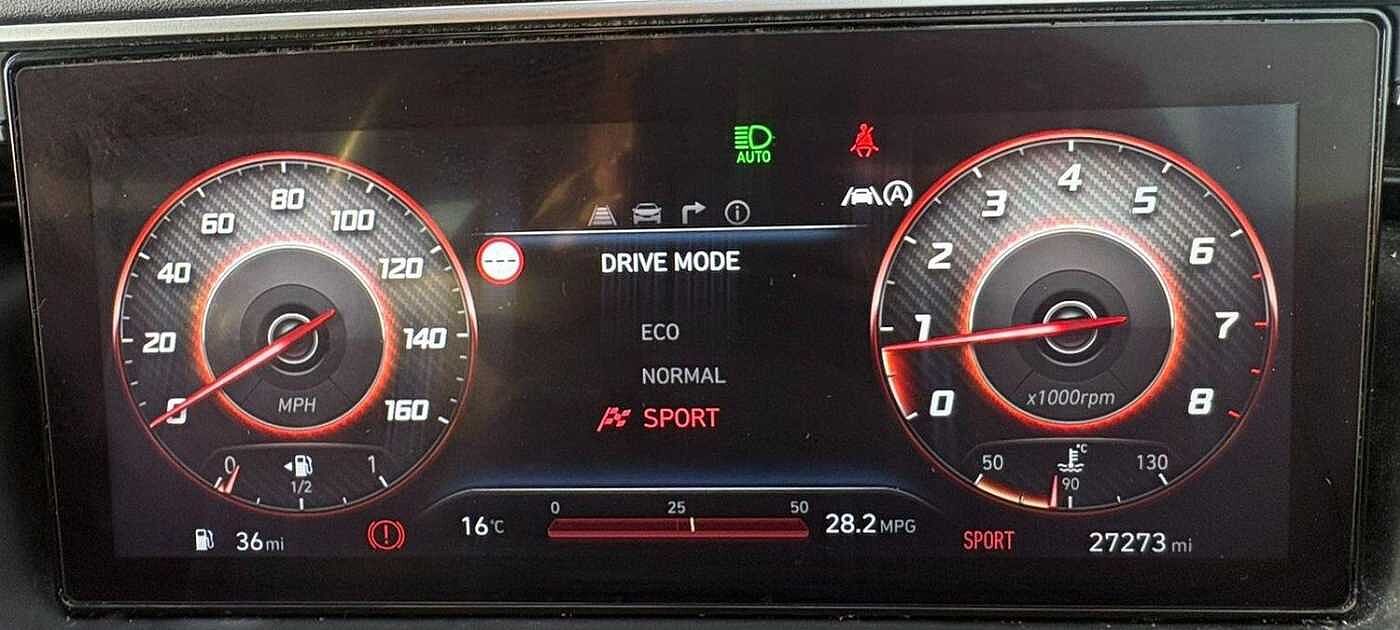 AUTO
A
80
60
100
40
120
20
140
0
160
MPH
0
1
1/2
36mi
DRIVE MODE
ECO
NORMAL
SPORT
0
25
50
16°C
28.2MPG
4
3
5
2
6
1
7
0
8
x1000rpm
°C
50
130
90
SPORT
27273 mi